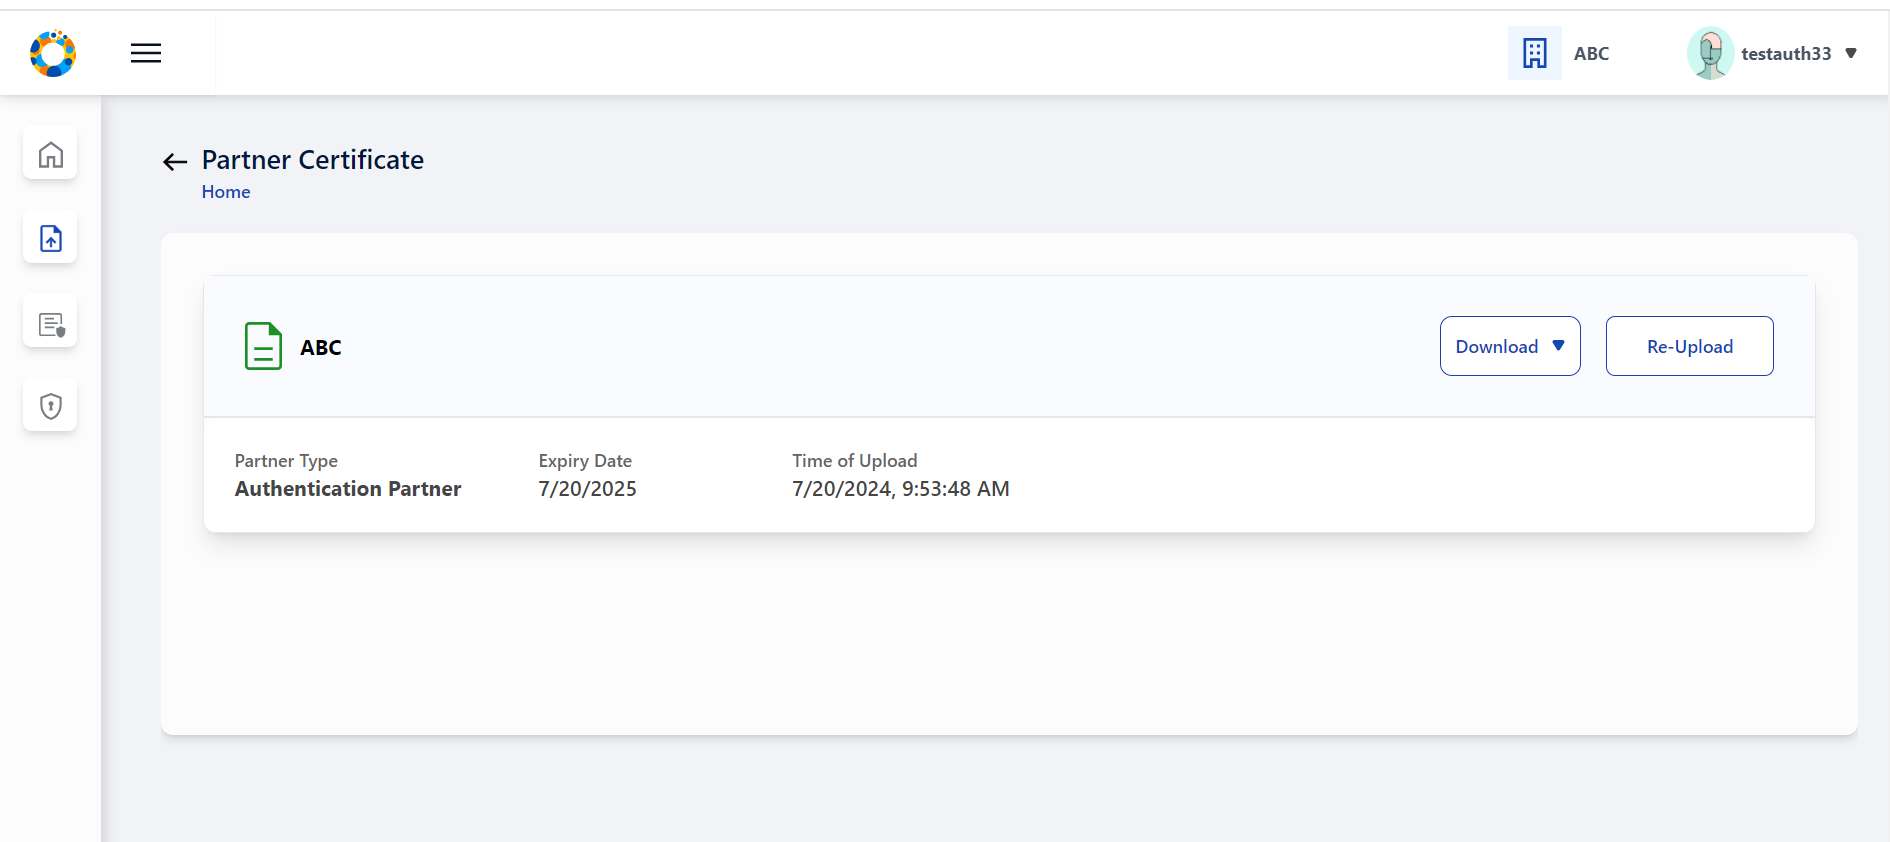 ABC
testauth33
Partner Certificate
Home
ABC
Download
Re-Upload
Partner Type
Expiry Date
Time of Upload
Authentication Partner
7/20/2025
7/20/2024, 9:53:48 AM